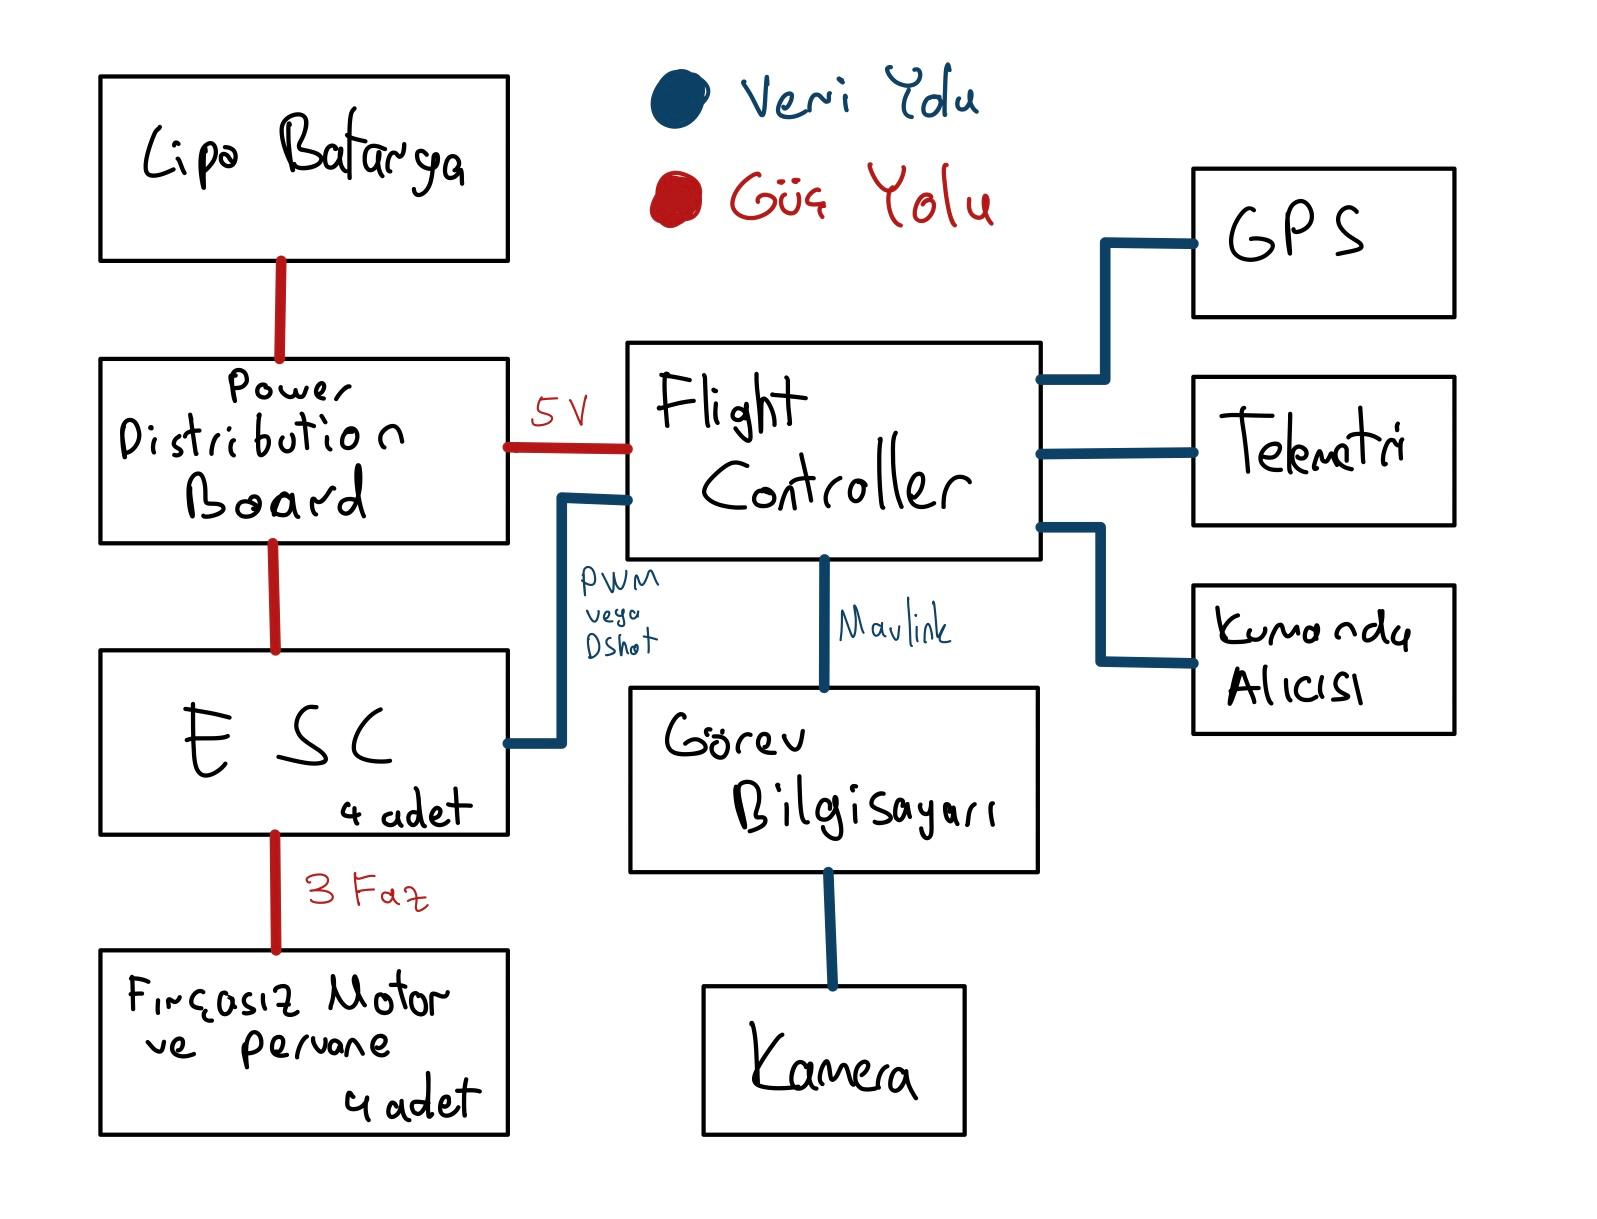 Lipo Batarya
Veri Yolu
Güç Yolu
GPS
Power
Distribution
Board
5V
Flight
Controller
Telemetri
PWM
veya
Dshot
Mavlink
Kumanda
Alıcısı
ESC
4 adet
Görev
Bilgisayarı
3 Faz
Fırçasız Motor
ve pervane
4 adet
Kamera